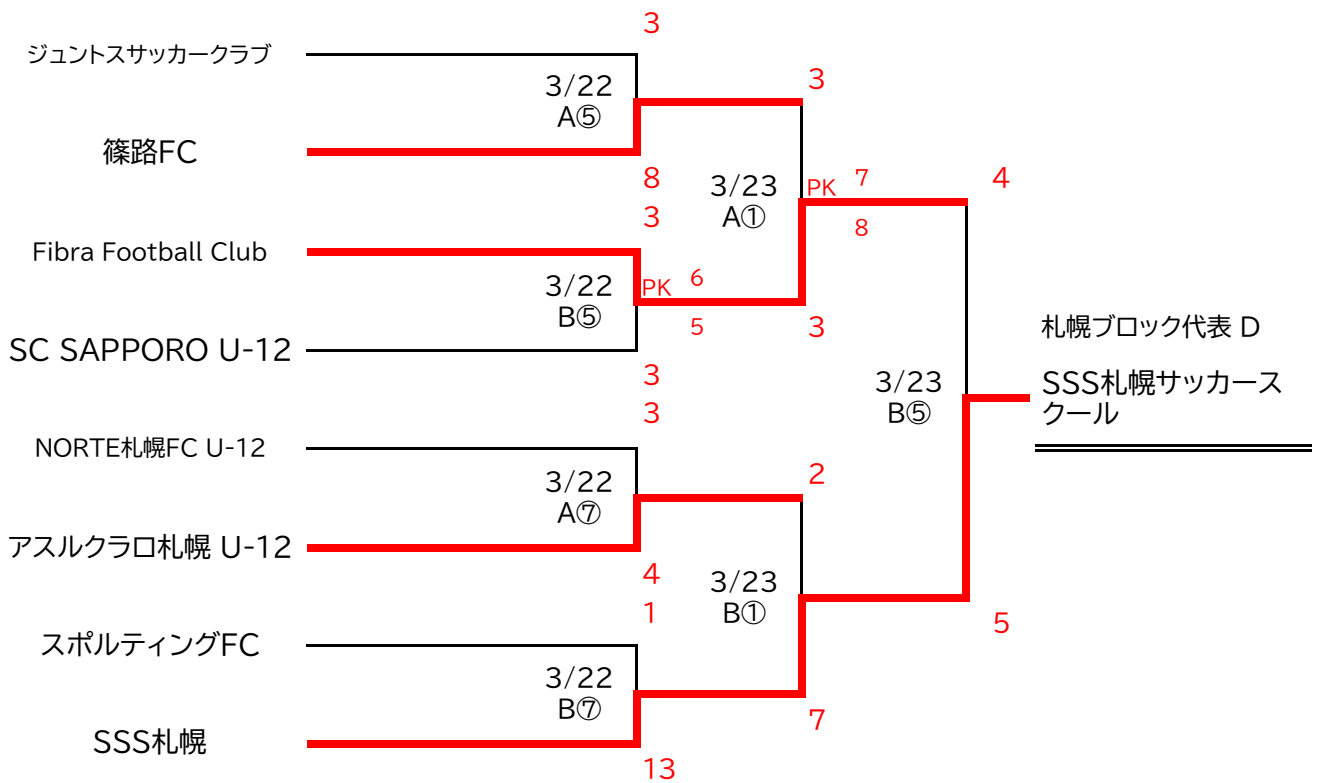 3
ジュントスサッカークラブ
3/22
A⑤
3
篠路FC
8
3/23
A①
PK
7
4
3
8
Fibra Football Club
3/22
B⑤
PK
6
5
3
SC SAPPORO U-12
3
札幌ブロック代表 D
3/23
B⑤
SSS札幌サッカース
クール
3
NORTE札幌FC U-12
3/22
A⑦
2
アスルクラロ札幌 U-12
4
3/23
B①
1
5
スポルティングFC
3/22
B⑦
7
SSS札幌
13